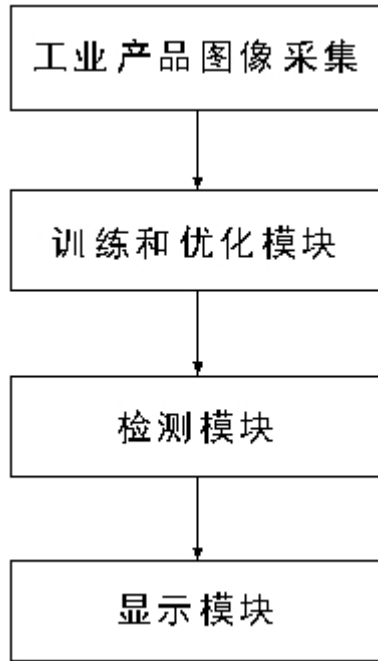 工业产品图像采集
训练和优化模块
检测模块
显示模块